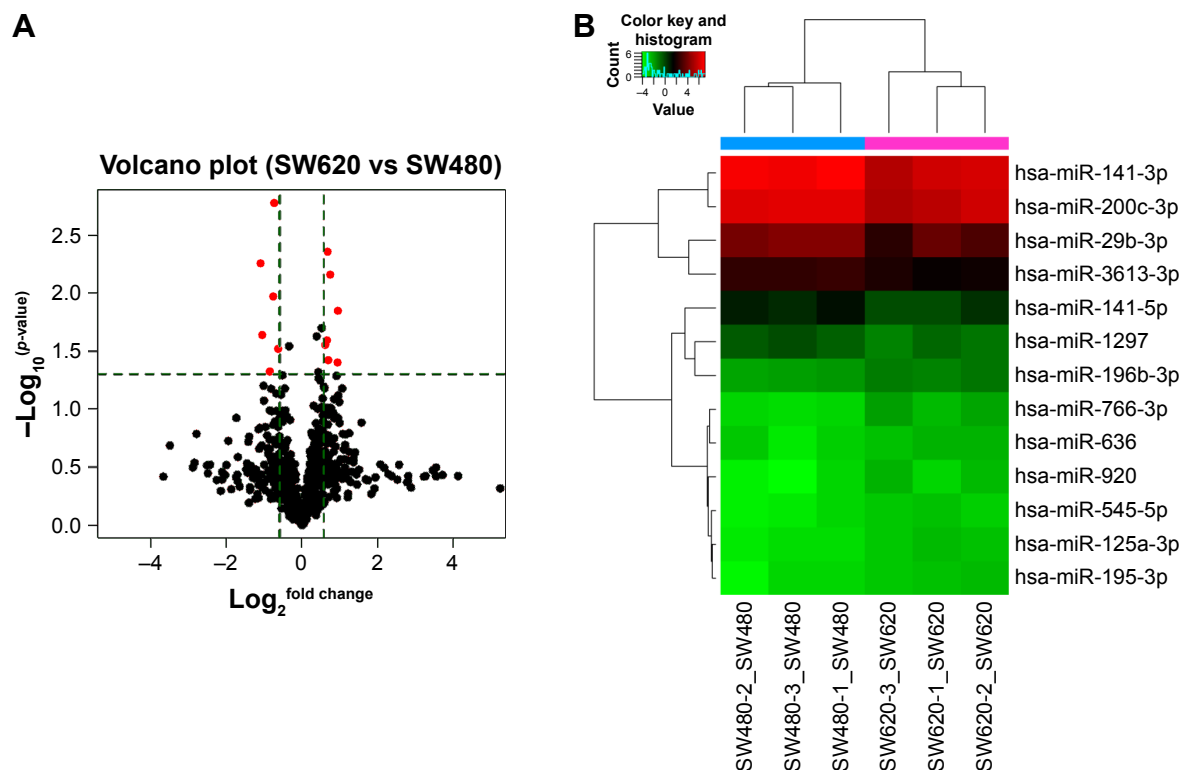 A
Volcano plot (SW620 vs SW480)
–Log10 (p-value)
2.5
2.0
1.5
1.0
0.5
0.0
–4 –2 0 2 4
Log2 fold change
B
Color key and
histogram
Count
6
0
–4 0 4
Value
hsa-miR-141-3p
hsa-miR-200c-3p
hsa-miR-29b-3p
hsa-miR-3613-3p
hsa-miR-141-5p
hsa-miR-1297
hsa-miR-196b-3p
hsa-miR-766-3p
hsa-miR-636
hsa-miR-920
hsa-miR-545-5p
hsa-miR-125a-3p
hsa-miR-195-3p
SW480-2_SW480
SW480-3_SW480
SW480-1_SW480
SW620-3_SW620
SW620-1_SW620
SW620-2_SW620